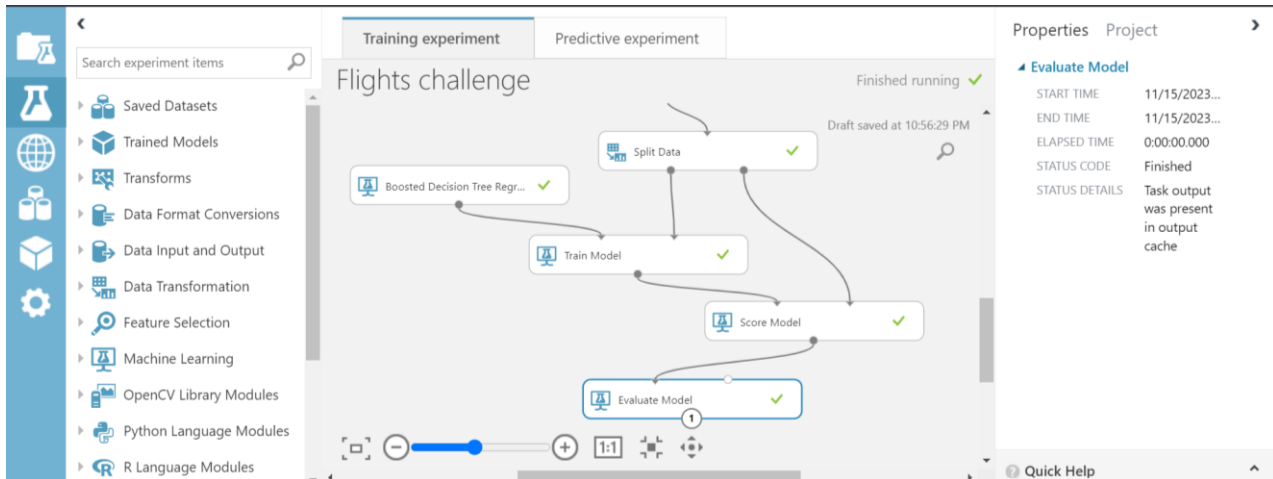 Search experiment items
Saved Datasets
Trained Models
Transforms
Data Format Conversions
Data Input and Output
Data Transformation
Feature Selection
Machine Learning
OpenCV Library Modules
Python Language Modules
R Language Modules
Training experiment
Predictive experiment
Flights challenge
Finished running
Draft saved at 10:56:29 PM
Split Data
Boosted Decision Tree Regr...
Train Model
Score Model
Evaluate Model
1
1:1
Properties Project
Evaluate Model
START TIME 11/15/2023...
END TIME 11/15/2023...
ELAPSED TIME 0:00:00.000
STATUS CODE Finished
STATUS DETAILS Task output
was present
in output
cache
Quick Help